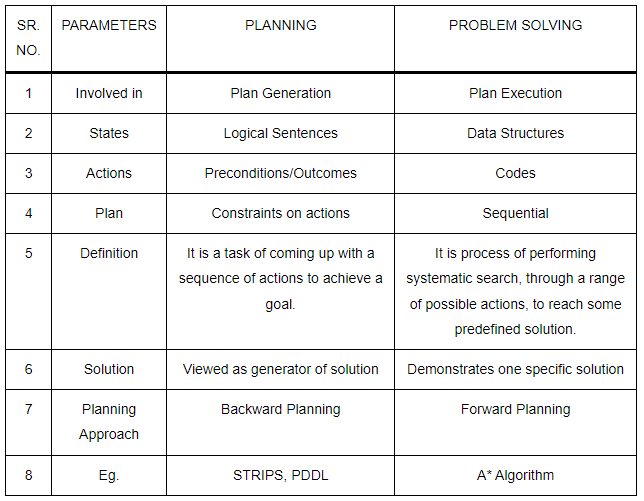 SR. NO. PARAMETERS PLANNING PROBLEM SOLVING
1 Involved in Plan Generation Plan Execution
2 States Logical Sentences Data Structures
3 Actions Preconditions/Outcomes Codes
4 Plan Constraints on actions Sequential
5 Definition It is a task of coming up with a sequence of actions to achieve a goal. It is process of performing systematic search, through a range of possible actions, to reach some predefined solution.
6 Solution Viewed as generator of solution Demonstrates one specific solution
7 Planning Approach Backward Planning Forward Planning
8 Eg. STRIPS, PDDL A* Algorithm